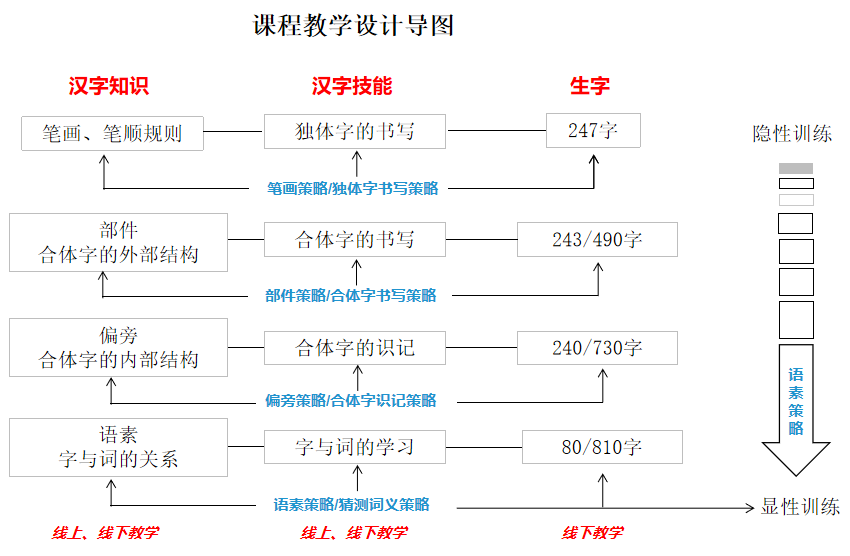 课程教学设计导图
汉字知识 汉字技能 生字
笔画、笔顺规则 独体字的书写 247字 隐性训练
笔画策略/独体字书写策略
部件
合体字的外部结构 合体字的书写 243/490字
部件策略/合体字书写策略
偏旁
合体字的内部结构 合体字的识记 240/730字
偏旁策略/合体字识记策略
语素
字与词的关系 字与词的学习 80/810字
语素策略
语素策略/猜测词义策略 显性训练
线上、线下教学 线上、线下教学 线下教学